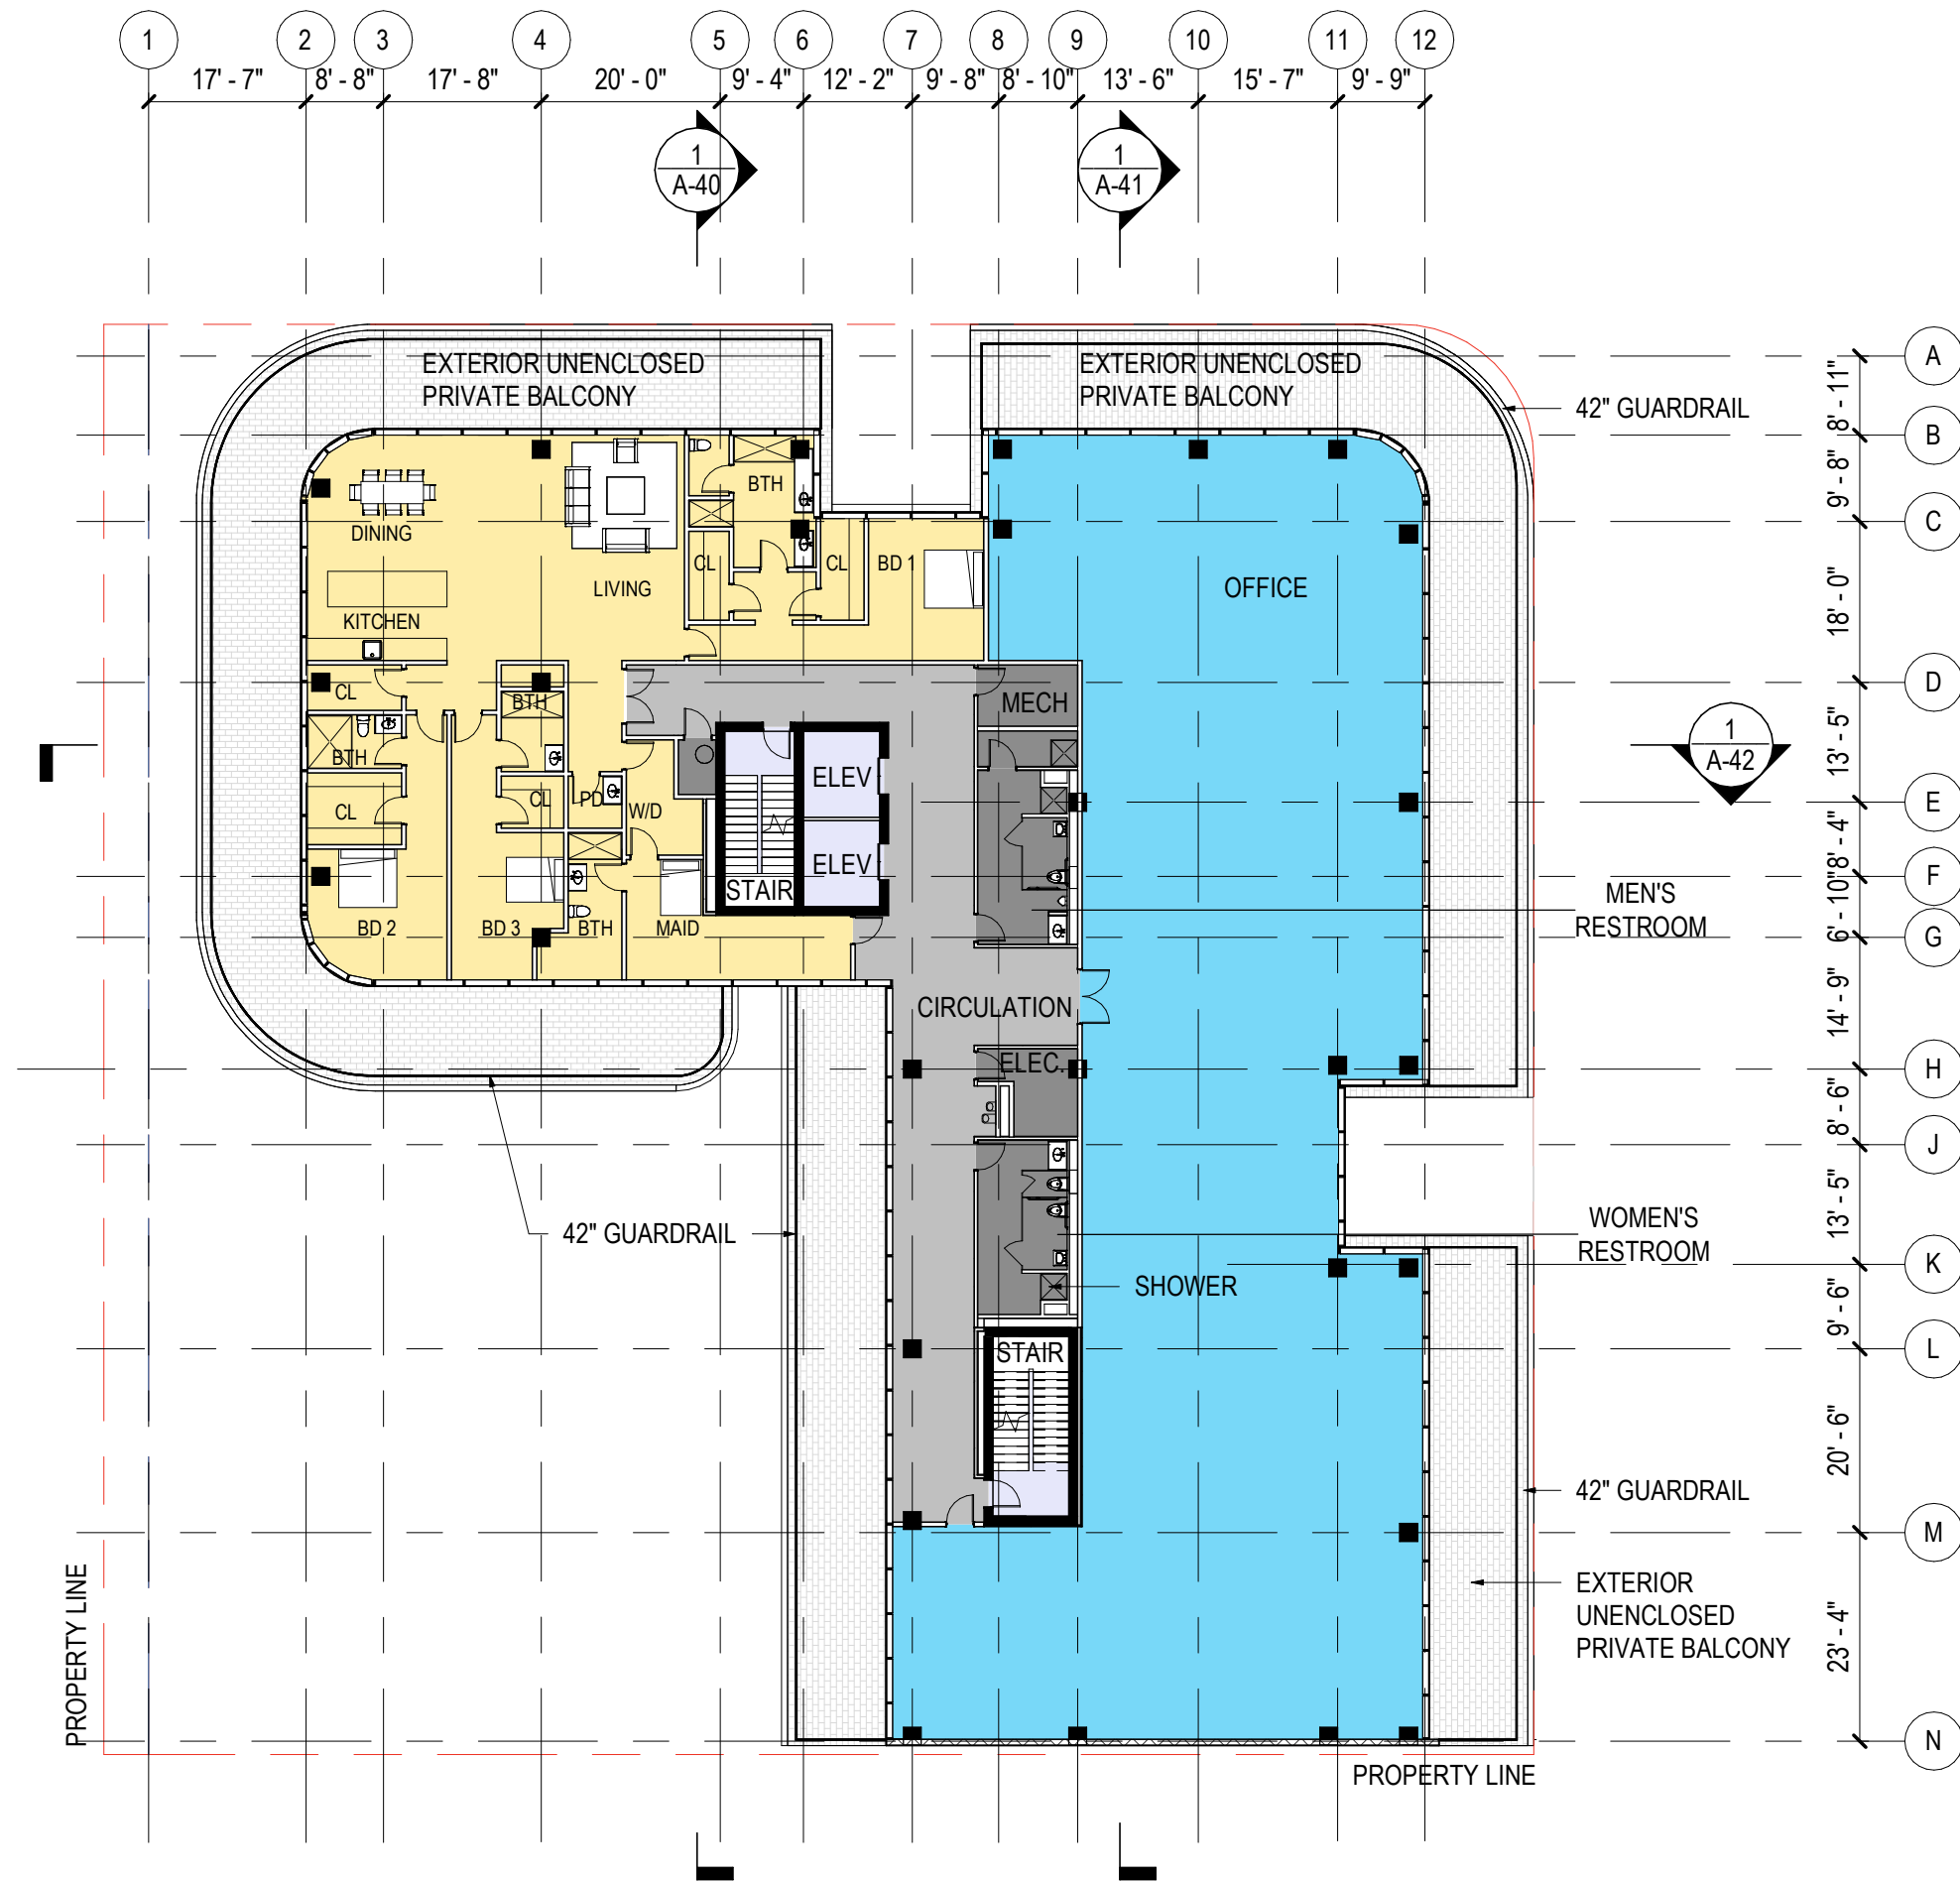 1
2
3
4
5
6
7
8
9
10
11
12
17' - 7"
8' - 8"
17' - 8"
20' - 0"
9' - 4"
12' - 2"
9' - 8"
8' - 10"
13' - 6"
15' - 7"
9' - 9"
1
A-40
1
A-41
EXTERIOR UNENCLOSED
PRIVATE BALCONY
EXTERIOR UNENCLOSED
PRIVATE BALCONY
42" GUARDRAIL
A
8' - 11"
B
9' - 8"
C
18' - 0"
D
13' - 5"
E
8' - 4"
F
6' - 10"
G
14' - 9"
H
8' - 6"
J
13' - 5"
K
9' - 6"
L
20' - 6"
M
23' - 4"
N
BTH
DINING
CL
CL
BD 1
LIVING
OFFICE
KITCHEN
CL
BTH
MECH
BTH
1
A-42
ELEV
CL
CL
PD
W/D
ELEV
STAIR
MEN'S
RESTROOM
BD 2
BD 3
BTH
MAID
CIRCULATION
ELEC.
42" GUARDRAIL
WOMEN'S
RESTROOM
SHOWER
STAIR
42" GUARDRAIL
EXTERIOR
UNENCLOSED
PRIVATE BALCONY
PROPERTY LINE
PROPERTY LINE